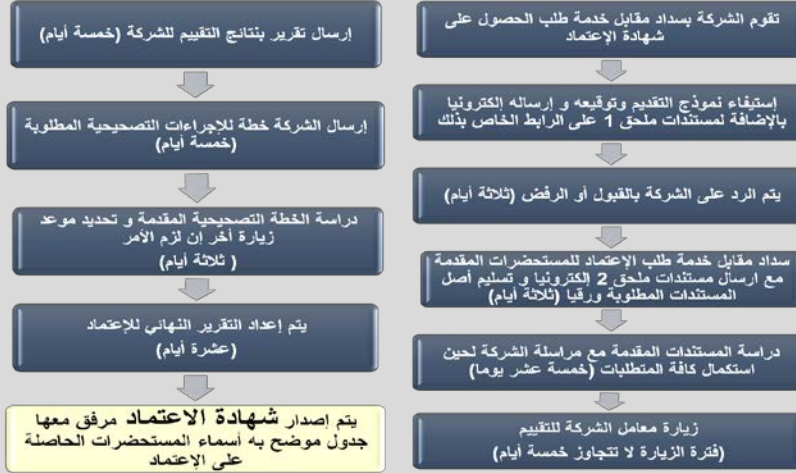 تقوم الشركة بسداد مقابل خدمة طلب الحصول على
شهادة الإعتماد
إستيفاء نموذج التقديم وتوقيعه و إرساله إلكترونيا
بالإضافة لمستندات ملحق 1 على الرابط الخاص بذلك
يتم الرد على الشركة بالقبول أو الرفض (ثلاثة أيام)
سداد مقابل خدمة طلب الإعتماد للمستحضرات المقدمة
مع ارسال مستندات ملحق 2 إلكترونيا و تسليم أصل
المستندات المطلوبة ورقيا (ثلاثة أيام)
دراسة المستندات المقدمة مع مراسلة الشركة لحين
استكمال كافة المتطلبات (خمسة عشر يوما)
زيارة معامل الشركة للتقييم
(فترة الزيارة لا تتجاوز خمسة أيام)
إرسال تقرير بنتائج التقييم للشركة (خمسة أيام)
إرسال الشركة خطة للإجراءات التصحيحية المطلوبة
(خمسة أيام)
دراسة الخطة التصحيحية المقدمة و تحديد موعد
زيارة أخر إن لزم الأمر
( ثلاثة أيام)
يتم إعداد التقرير النهائي للإعتماد
(عشرة أيام)
يتم إصدار شهادة الاعتماد مرفق معها
جدول موضح به أسماء المستحضرات الحاصلة
على الإعتماد